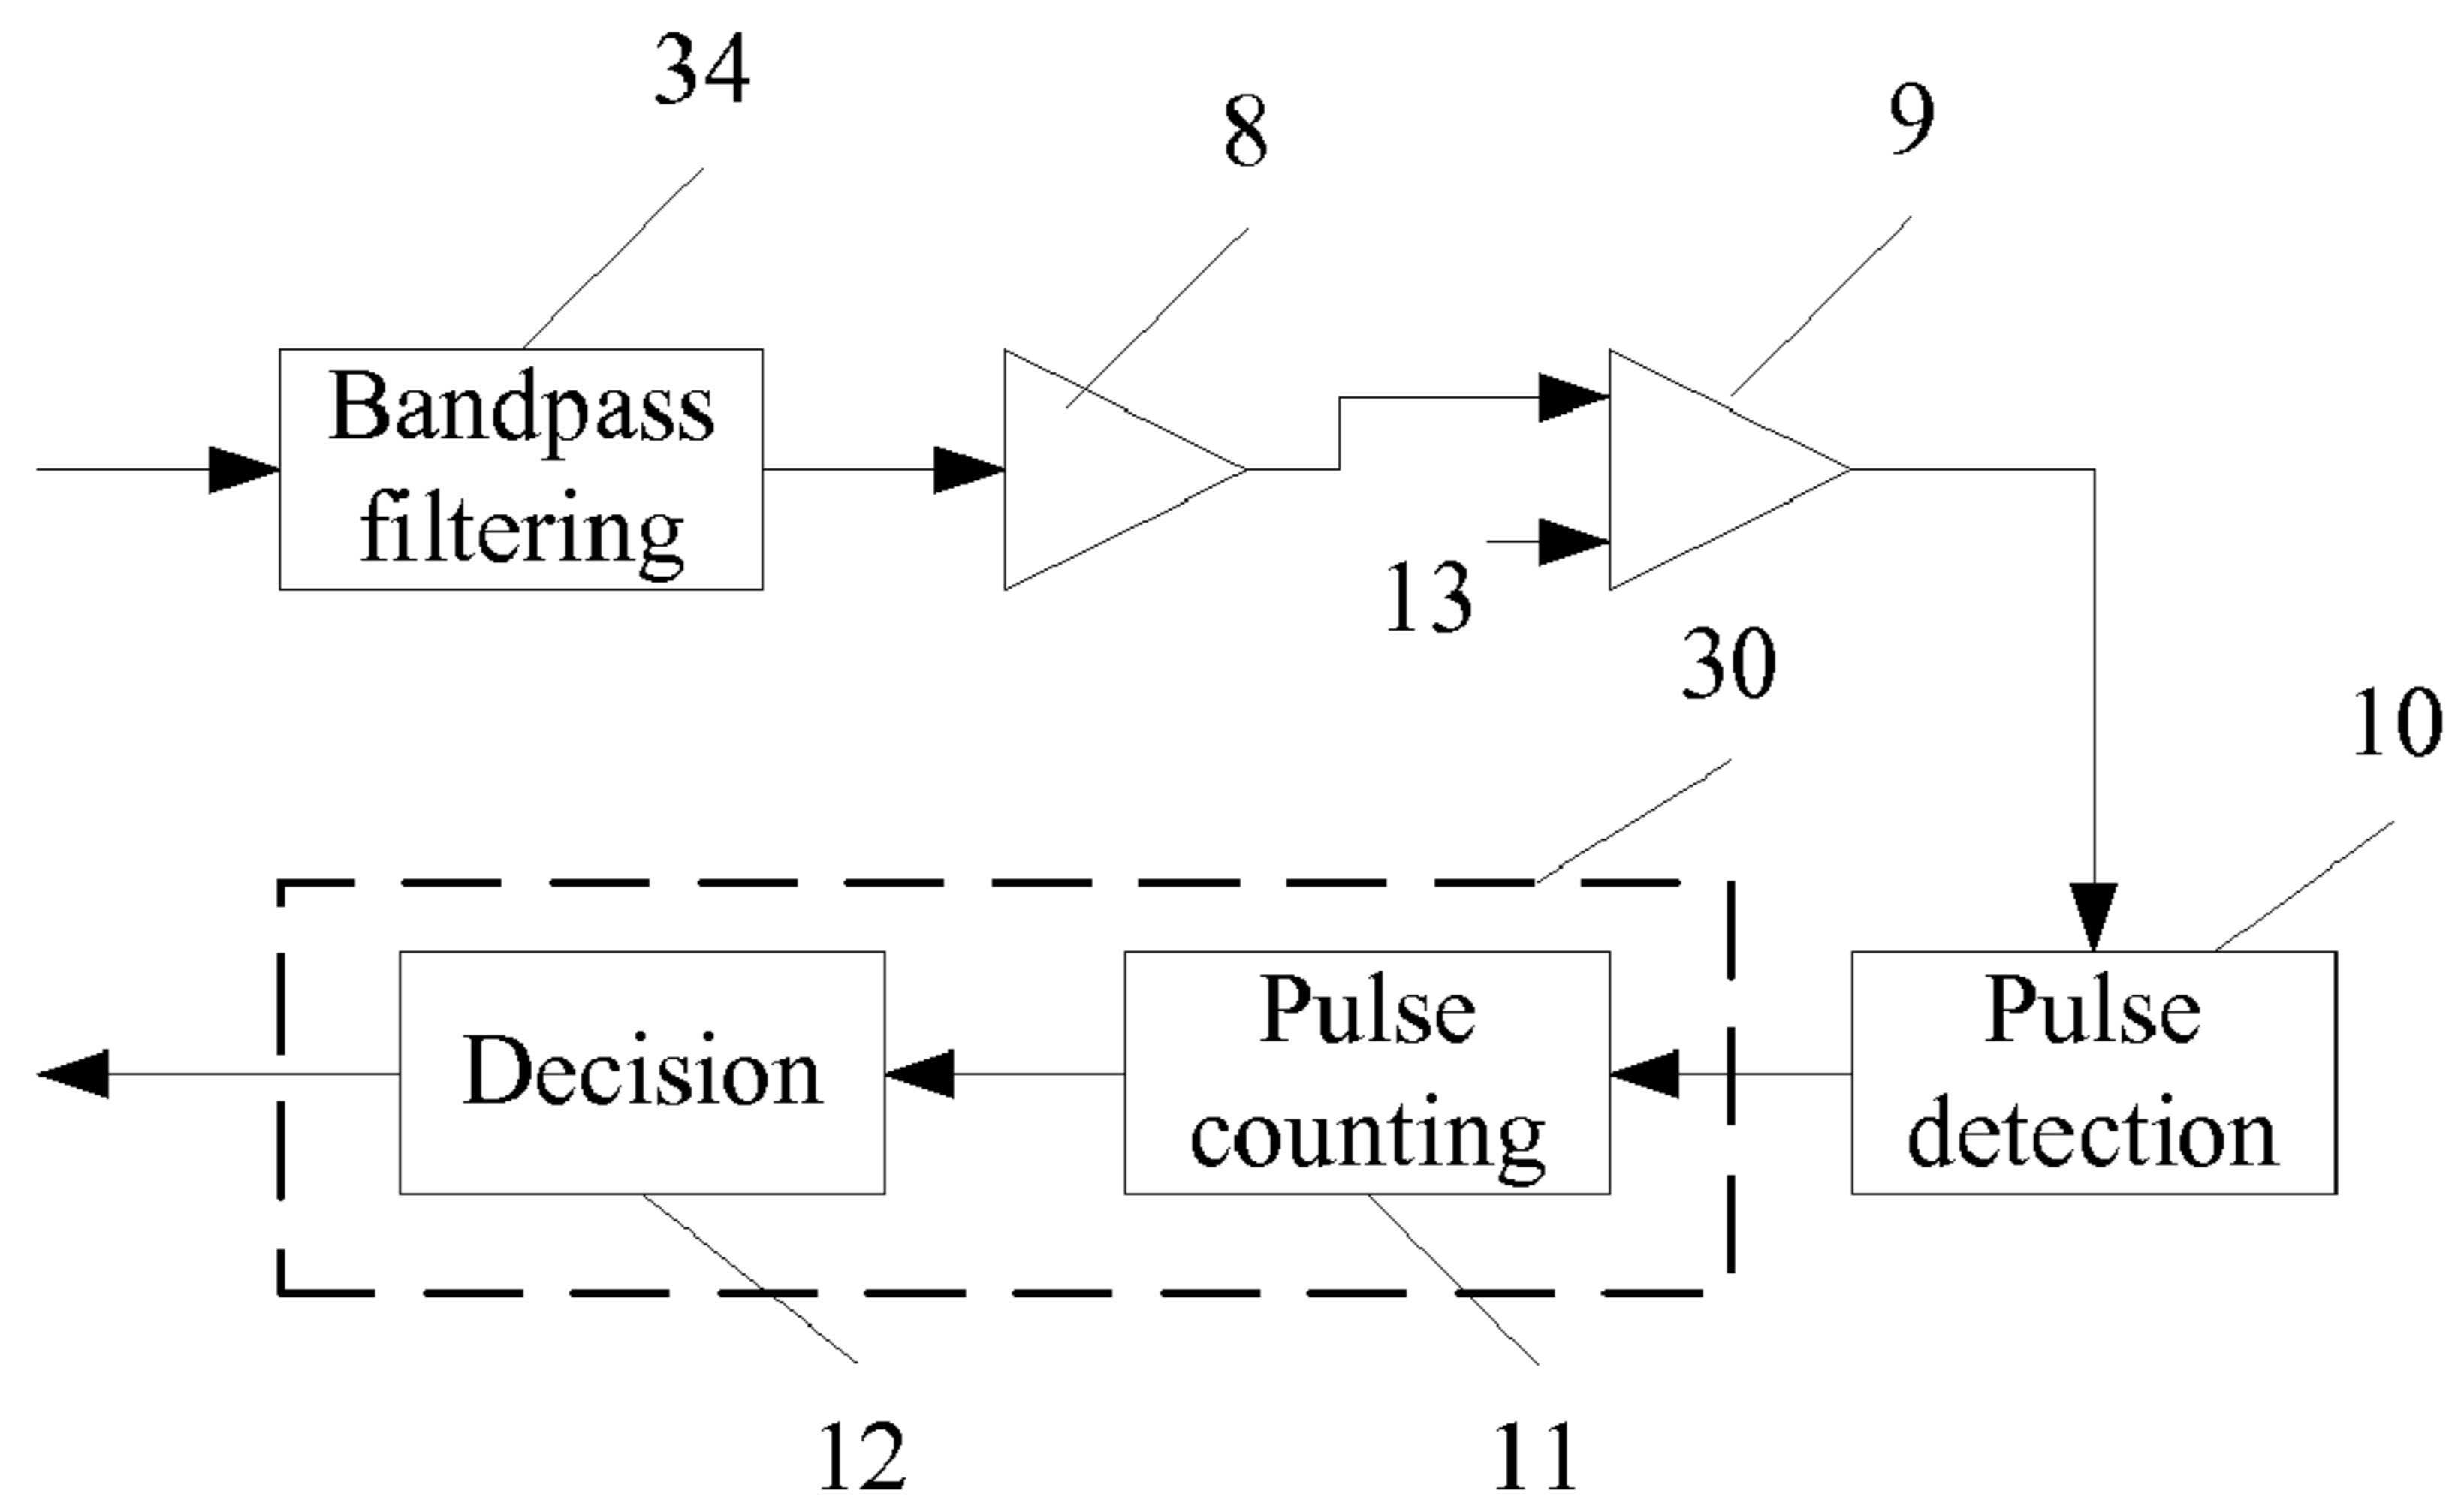 34
8
9
Bandpass
filtering
13
30
10
Decision
Pulse
counting
Pulse
detection
12
11